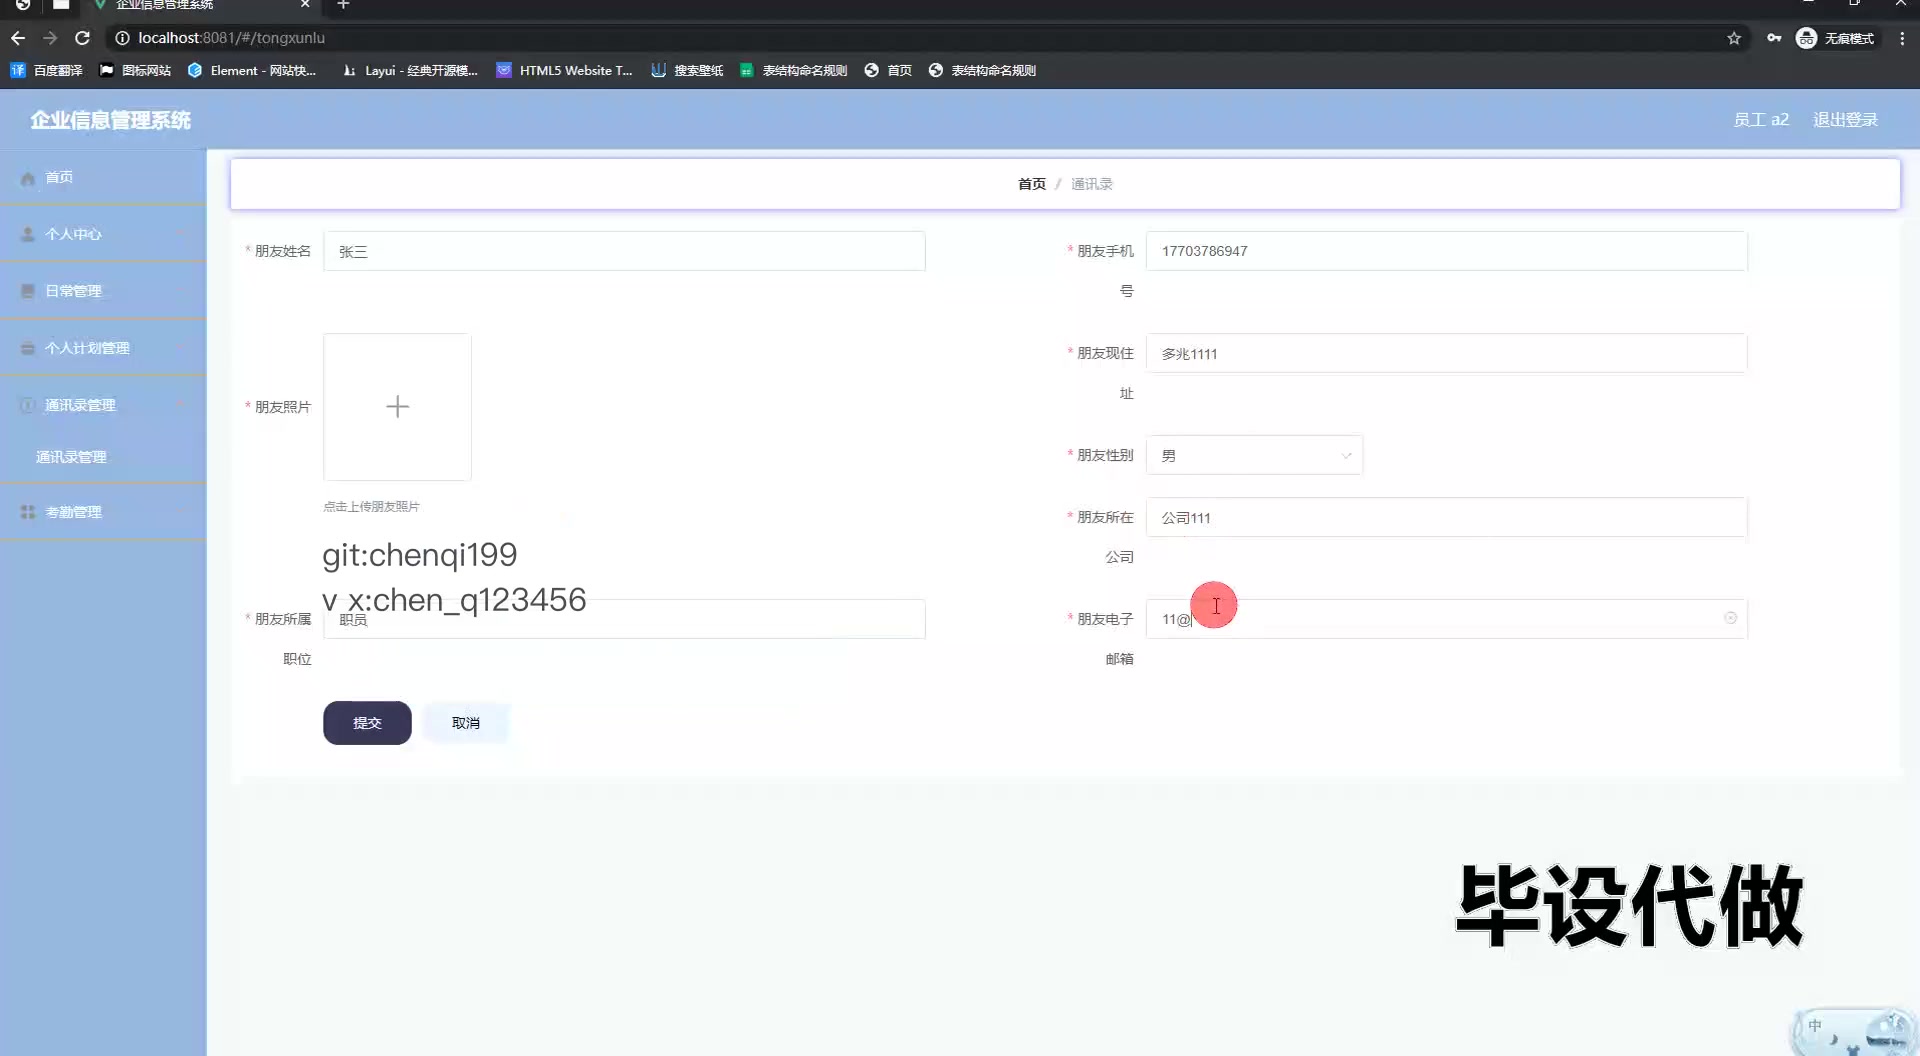 企业信息管理系统
localhost:8081/#/tongxunlu
无痕模式
百度翻译
图标网站
Element - 网站快...
Layui - 经典开源模...
HTML5 Website T...
搜索壁纸
表结构命名规则
首页
表结构命名规则
企业信息管理系统
员工 a2
退出登录
首页
个人中心
日常管理
个人计划管理
通讯录管理
通讯录管理
考勤管理
首页 / 通讯录
* 朋友姓名
张三
* 朋友手机号
17703786947
* 朋友照片
点击上传朋友照片
* 朋友现住址
多兆1111
* 朋友性别
男
* 朋友所在公司
公司111
git:chenqi199
v x:chen_q123456
* 朋友所属职位
职员
* 朋友电子邮箱
11@
提交
取消
毕设代做
中